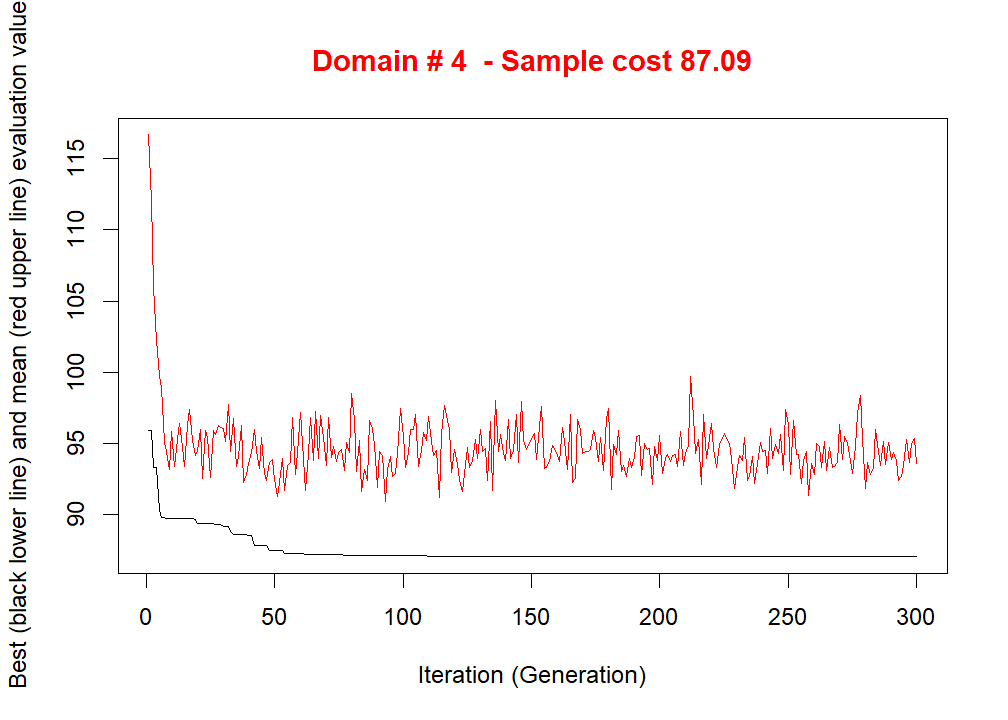 Domain # 4  - Sample cost 87.09
Best (black lower line) and mean (red upper line) evaluation value
115
110
105
100
95
90
0 50 100 150 200 250 300
Iteration (Generation)